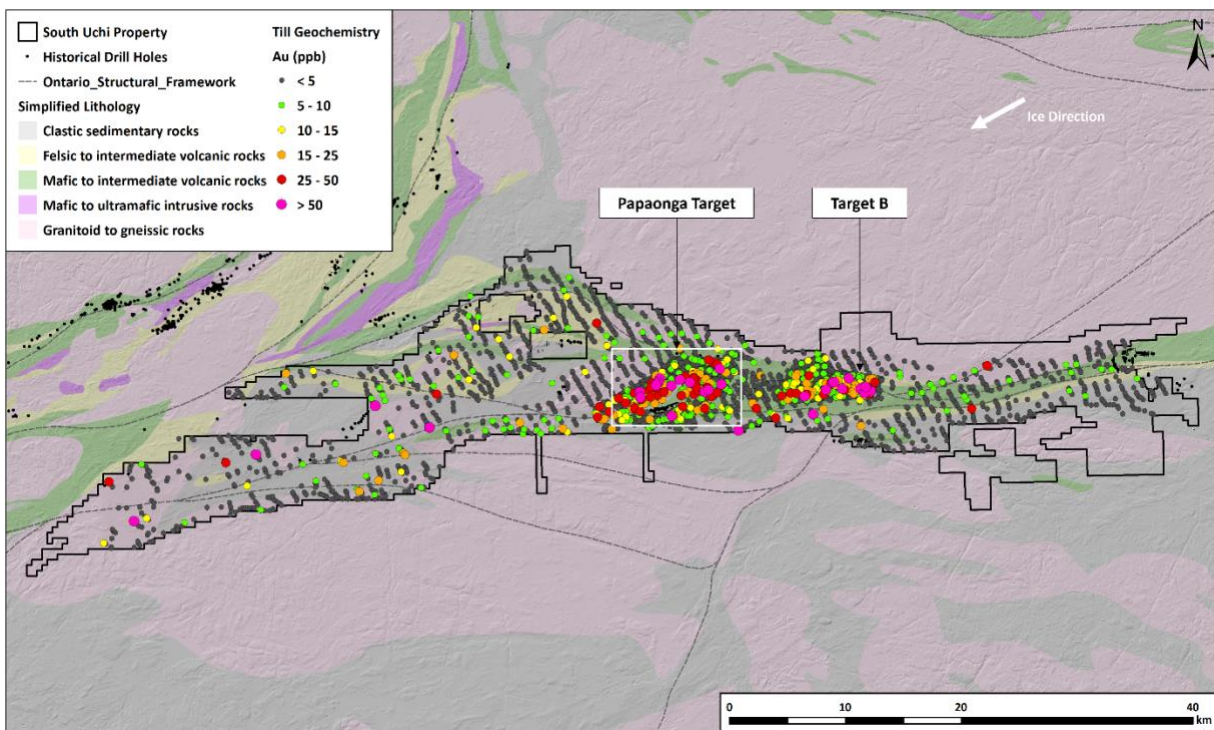 South Uchi Property
Historical Drill Holes
Ontario_Structural_Framework
Simplified Lithology
Clastic sedimentary rocks
Felsic to intermediate volcanic rocks
Mafic to intermediate volcanic rocks
Mafic to ultramafic intrusive rocks
Granitoid to gneissic rocks
Till Geochemistry
Au (ppb)
< 5
5 - 10
10 - 15
15 - 25
25 - 50
> 50
N
Ice Direction
Papaonga Target
Target B
0 10 20 40
km